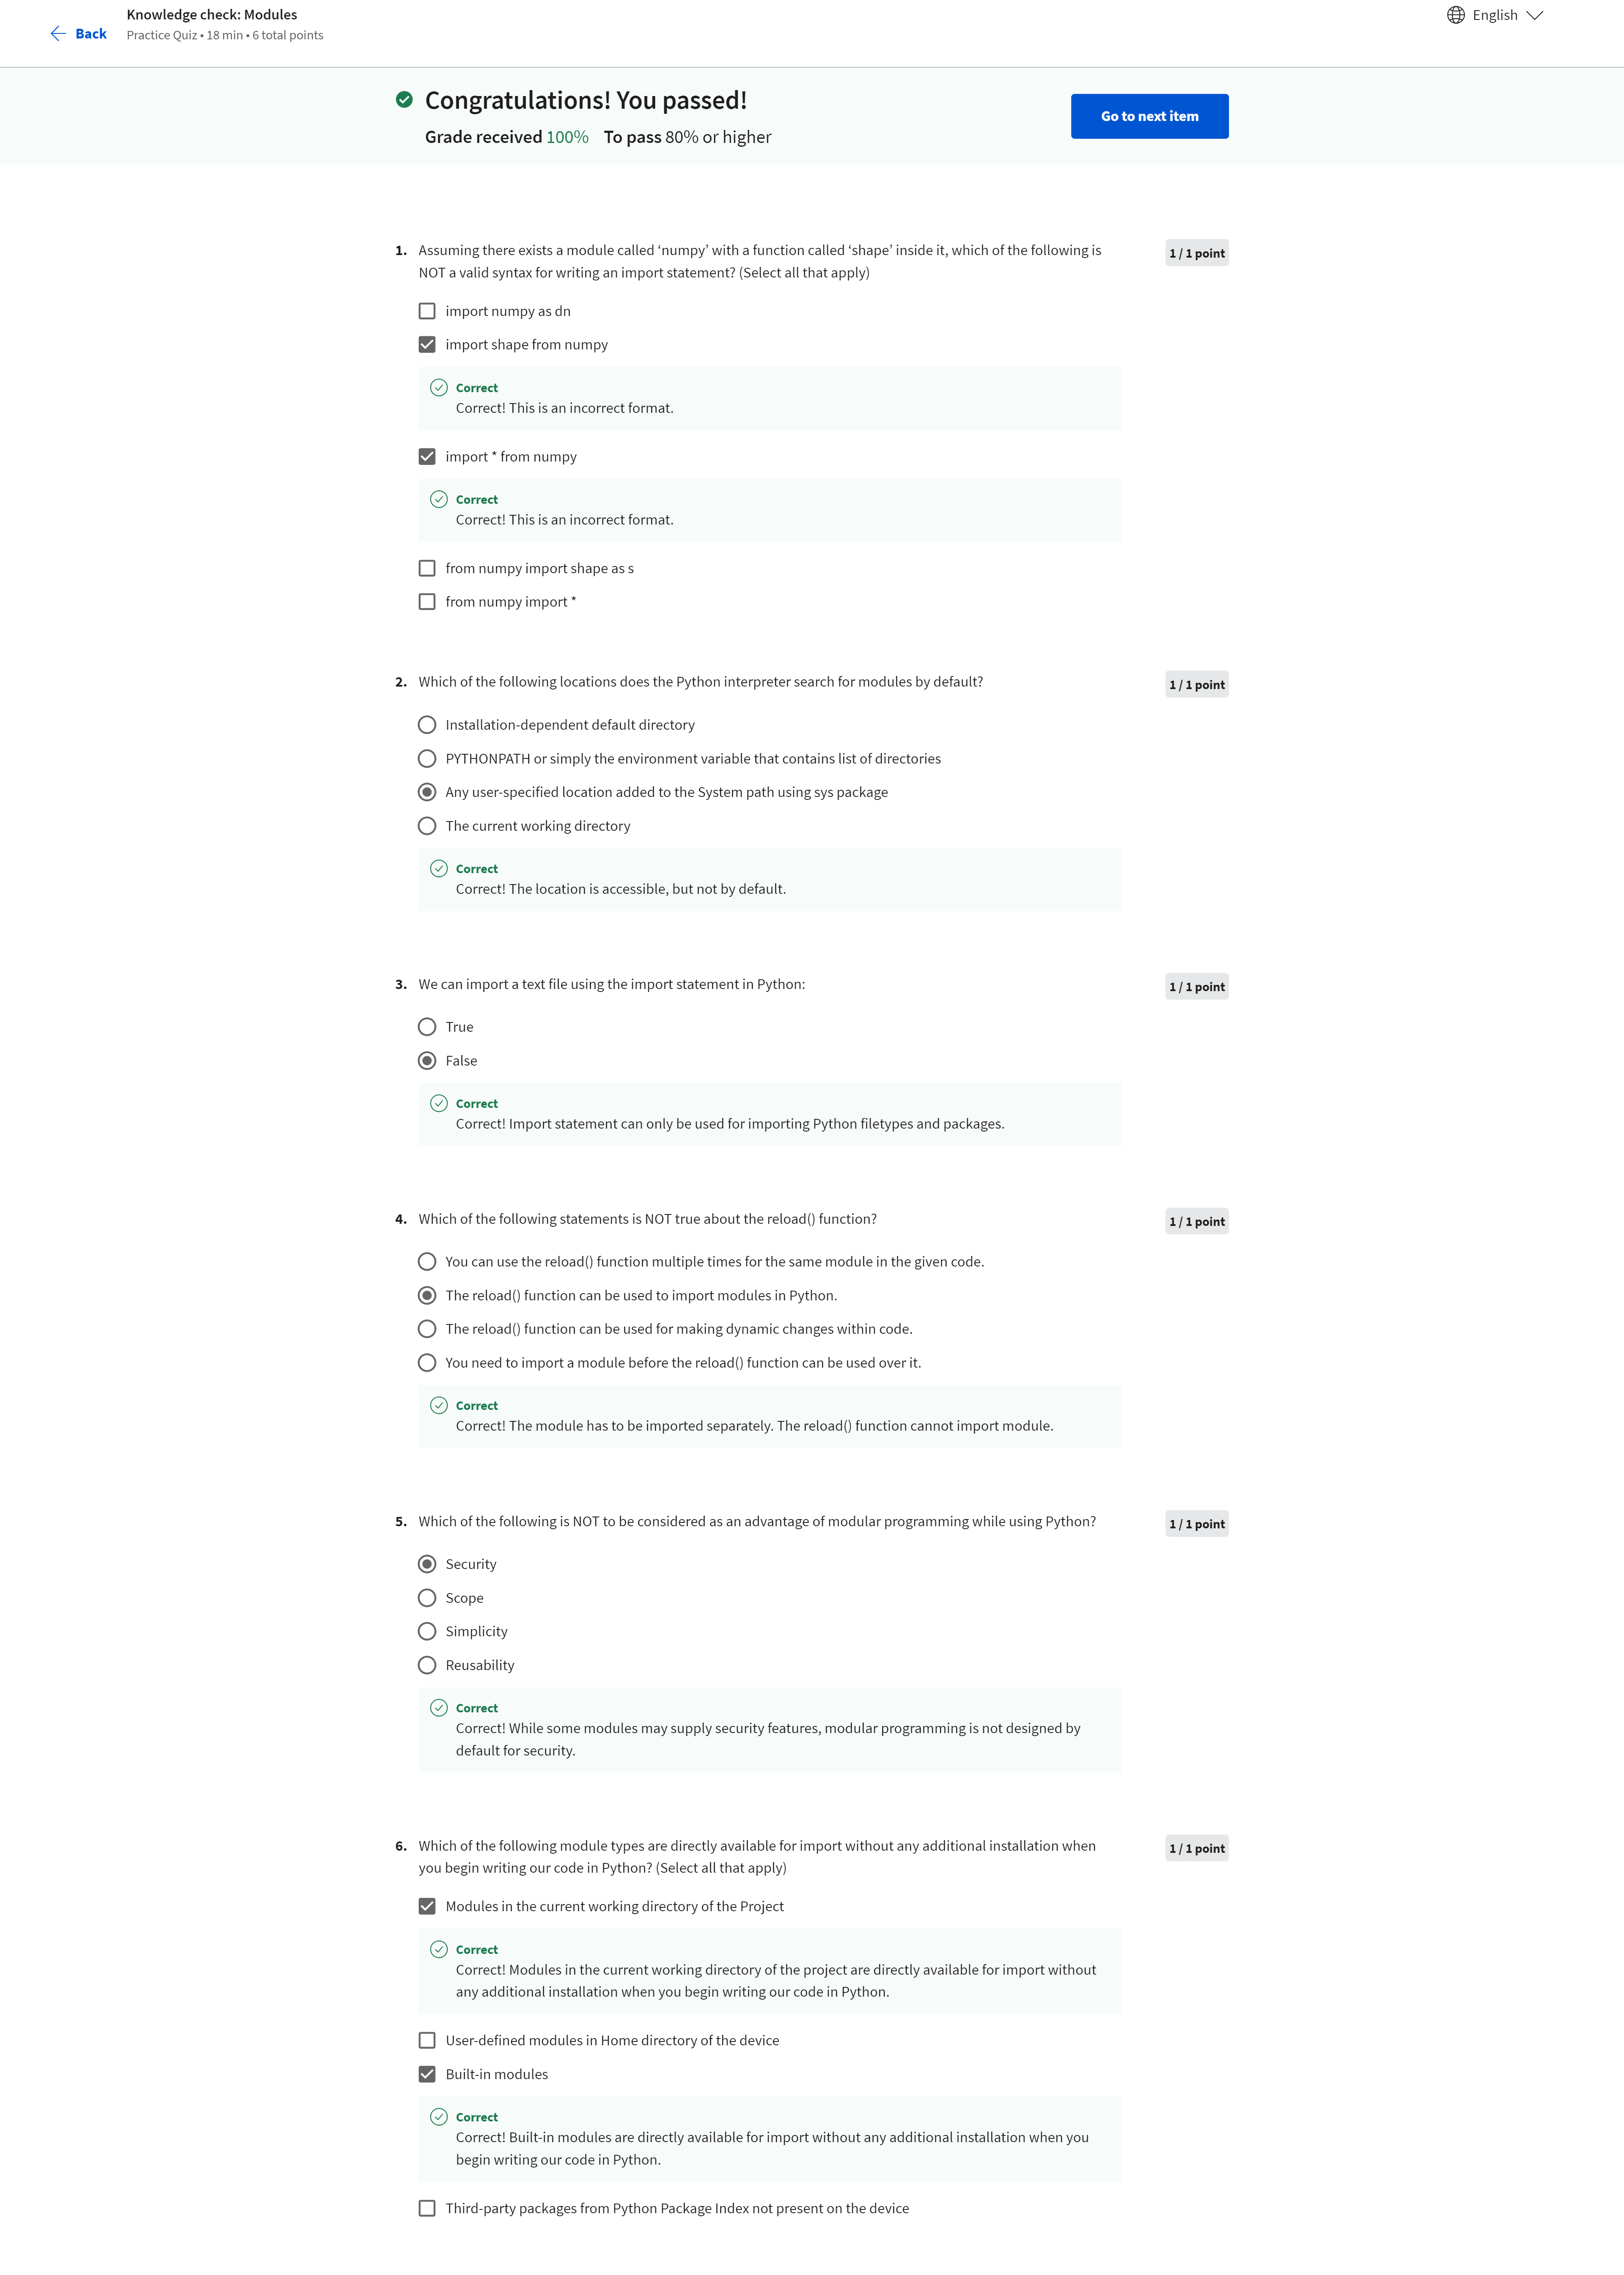 Back
Knowledge check: Modules
Practice Quiz • 18 min • 6 total points
English
Congratulations! You passed!
Grade received 100% To pass 80% or higher
Go to next item
1. Assuming there exists a module called ‘numpy’ with a function called ‘shape’ inside it, which of the following is
NOT a valid syntax for writing an import statement? (Select all that apply)
1 / 1 point
import numpy as dn
import shape from numpy
Correct
Correct! This is an incorrect format.
import * from numpy
Correct
Correct! This is an incorrect format.
from numpy import shape as s
from numpy import *
2. Which of the following locations does the Python interpreter search for modules by default?
1 / 1 point
Installation-dependent default directory
PYTHONPATH or simply the environment variable that contains list of directories
Any user-specified location added to the System path using sys package
The current working directory
Correct
Correct! The location is accessible, but not by default.
3. We can import a text file using the import statement in Python:
1 / 1 point
True
False
Correct
Correct! Import statement can only be used for importing Python filetypes and packages.
4. Which of the following statements is NOT true about the reload() function?
1 / 1 point
You can use the reload() function multiple times for the same module in the given code.
The reload() function can be used to import modules in Python.
The reload() function can be used for making dynamic changes within code.
You need to import a module before the reload() function can be used over it.
Correct
Correct! The module has to be imported separately. The reload() function cannot import module.
5. Which of the following is NOT to be considered as an advantage of modular programming while using Python?
1 / 1 point
Security
Scope
Simplicity
Reusability
Correct
Correct! While some modules may supply security features, modular programming is not designed by
default for security.
6. Which of the following module types are directly available for import without any additional installation when
you begin writing our code in Python? (Select all that apply)
1 / 1 point
Modules in the current working directory of the Project
Correct
Correct! Modules in the current working directory of the project are directly available for import without
any additional installation when you begin writing our code in Python.
User-defined modules in Home directory of the device
Built-in modules
Correct
Correct! Built-in modules are directly available for import without any additional installation when you
begin writing our code in Python.
Third-party packages from Python Package Index not present on the device